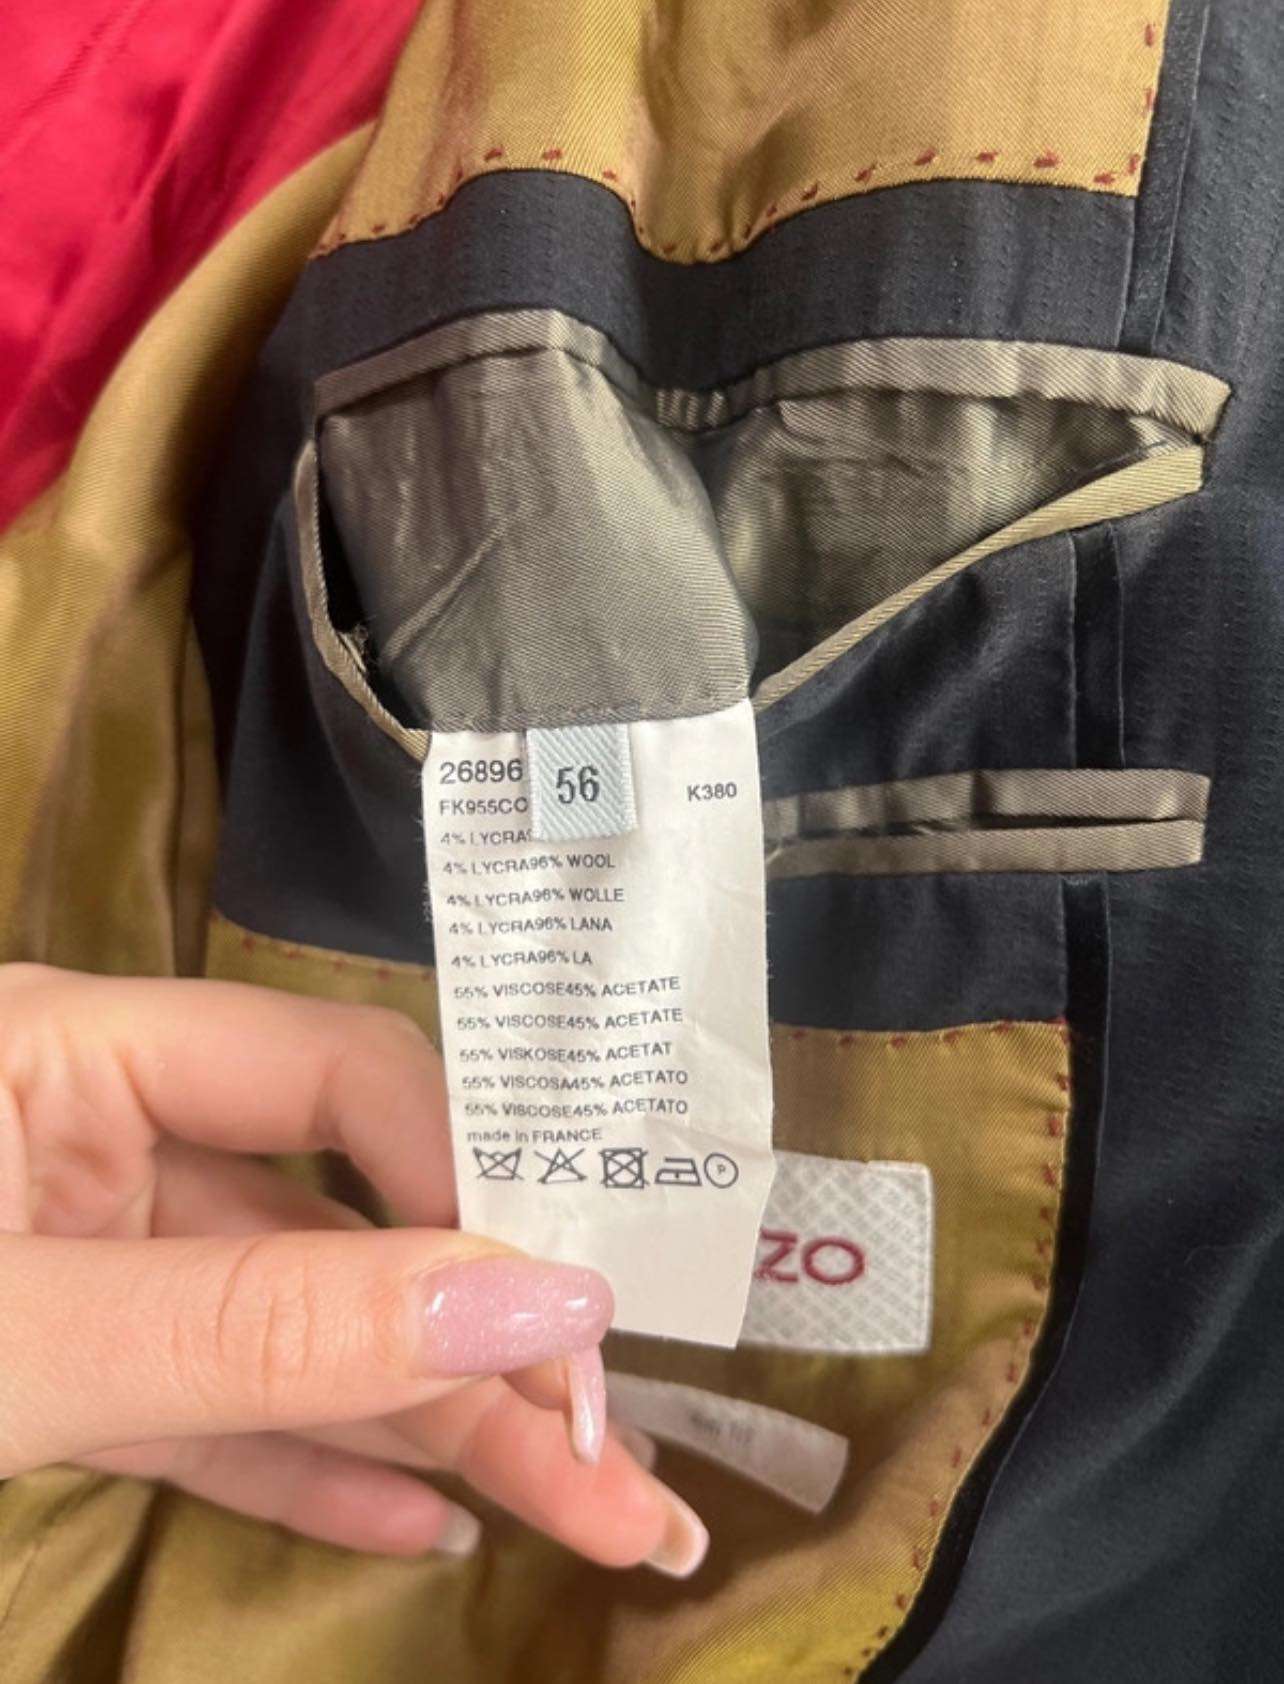 26896
56
K380
FK955CO
4% LYCRA
4% LYCRA96% WOOL
4% LYCRA96% WOLLE
4% LYCRA96% LANA
4% LYCRA96% LA
55% VISCOSE45% ACETATE
55% VISCOSE45% ACETATE
55% VISKOSE45% ACETAT
55% VISCOSA45% ACETATO
55% VISCOSE45% ACETATO
made in FRANCE
P
ZO